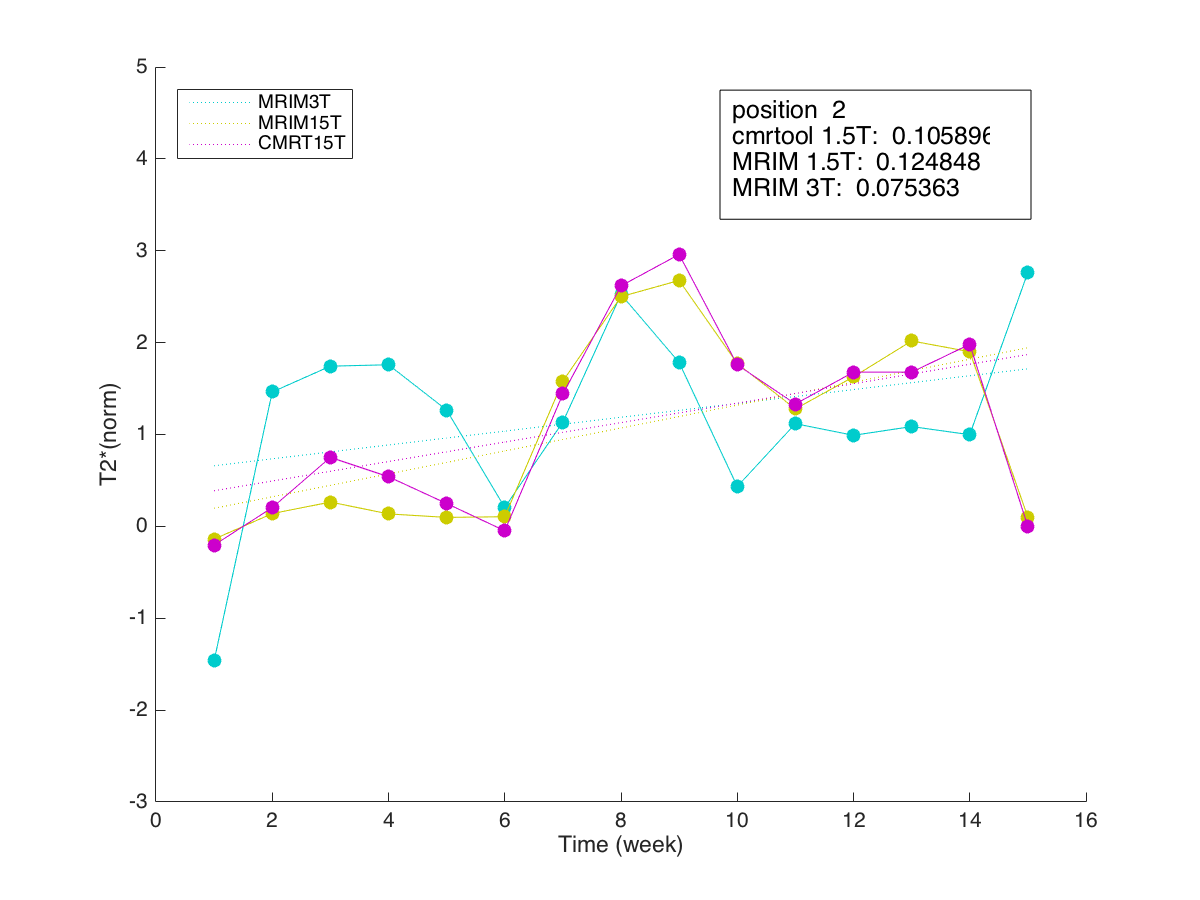 5
4
3
2
1
0
-1
-2
-3
T2*(norm)
MRIM3T
MRIM15T
CMRT15T
position 2
cmrtool 1.5T: 0.105896
MRIM 1.5T: 0.124848
MRIM 3T: 0.075363
0 2 4 6 8 10 12 14 16
Time (week)